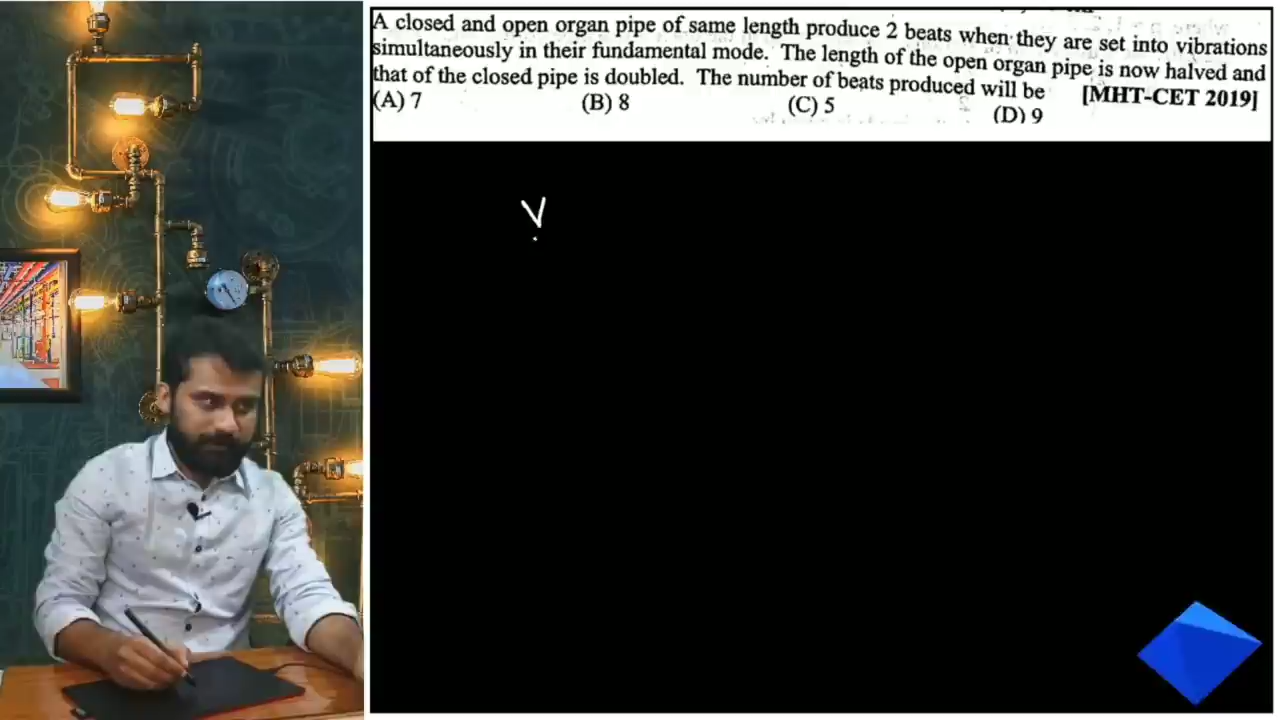 A closed and open organ pipe of same length produce 2 beats when they are set into vibrations
simultaneously in their fundamental mode. The length of the open organ pipe is now halved and
that of the closed pipe is doubled. The number of beats produced will be [MHT-CET 2019]
(A) 7 (B) 8 (C) 5 (D) 9
V